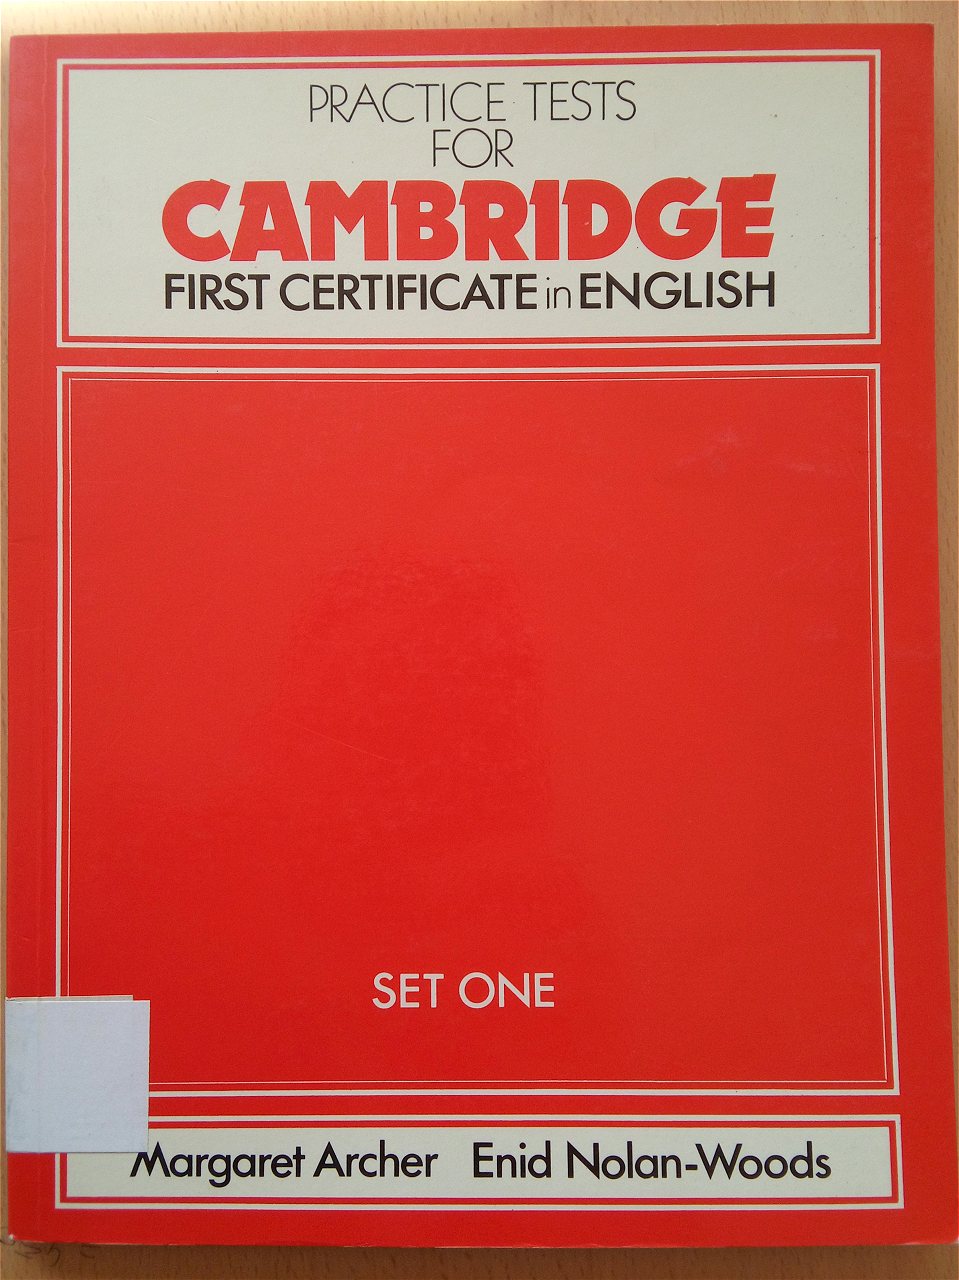 PRACTICE TESTS
FOR
CAMBRIDGE
FIRST CERTIFICATE in ENGLISH
SET ONE
Margaret Archer Enid Nolan-Woods